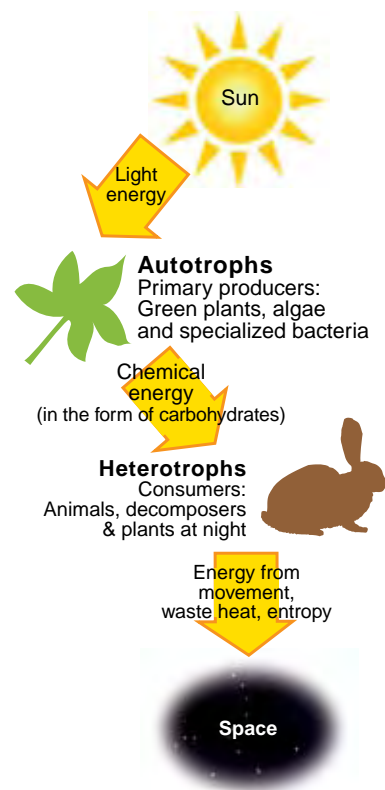 Sun
Light
energy
Autotrophs
Primary producers:
Green plants, algae
and specialized bacteria
Chemical
energy
(in the form of carbohydrates)
Heterotrophs
Consumers:
Animals, decomposers
& plants at night
Energy from
movement,
waste heat, entropy
Space